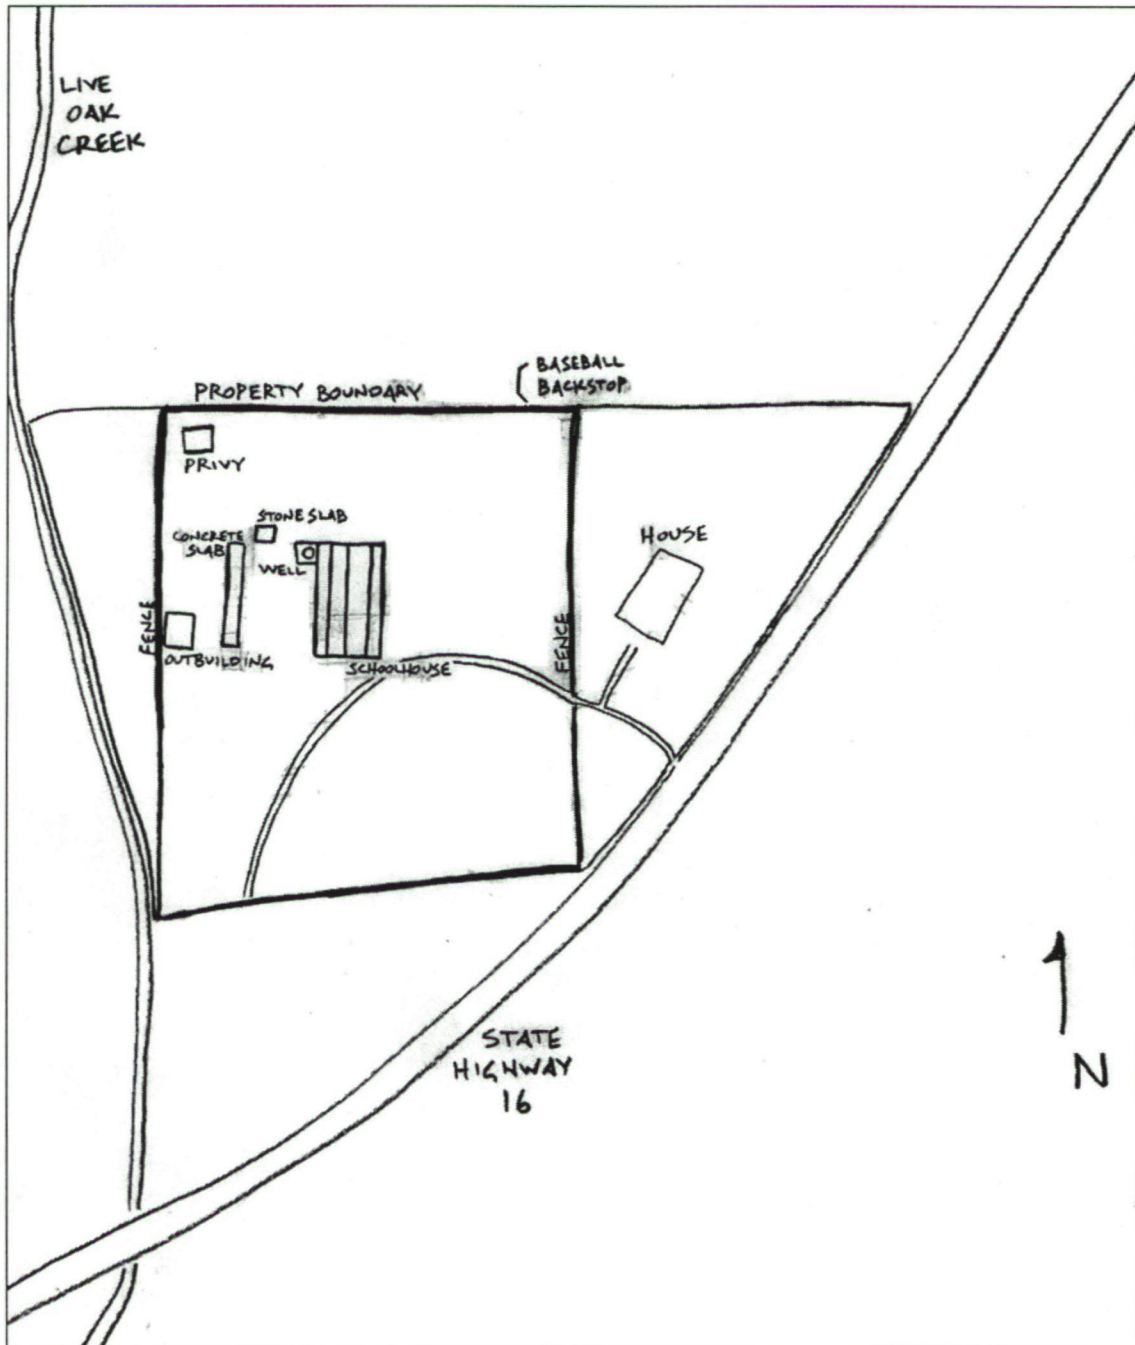 LIVE
OAK
CREEK
BASEBALL
BACKSTOP
PROPERTY BOUNDARY
PRIVY
STONE SLAB
CONCRETE
SLAB
WELL
HOUSE
FENCE
FENCE
OUTBUILDING
SCHOOLHOUSE
STATE
HIGHWAY
16
N